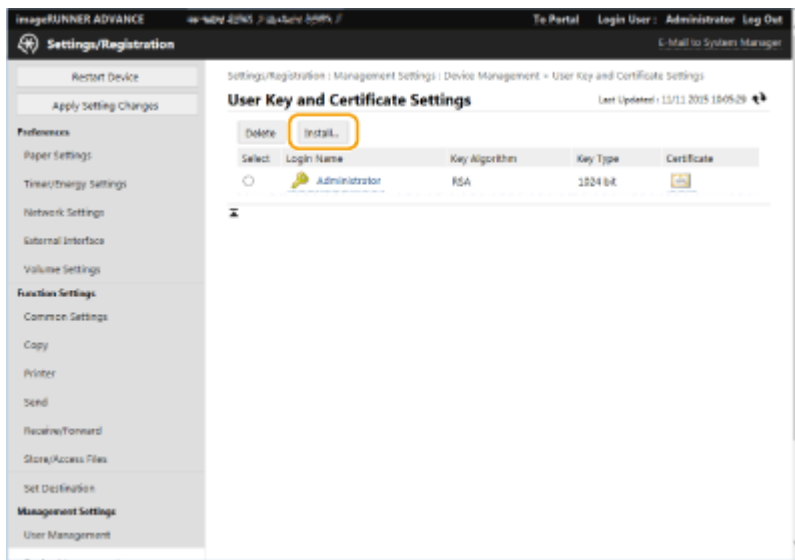 imageRUNNER ADVANCE
To Portal Login User : Administrator Log Out
Settings/Registration
E-Mail to System Manager
Restart Device
Apply Setting Changes
Preferences
Paper Settings
Timer/Energy Settings
Network Settings
External Interface
Volume Settings
Function Settings
Common Settings
Copy
Printer
Send
Receive/Forward
Store/Access Files
Set Destination
Management Settings
User Management
Settings/Registration : Management Settings : Device Management > User Key and Certificate Settings
User Key and Certificate Settings
Last Updated : 11/11 2015 10:05:29
Delete Install...
Select Login Name Key Algorithm Key Type Certificate
Administrator RSA 1024 bit